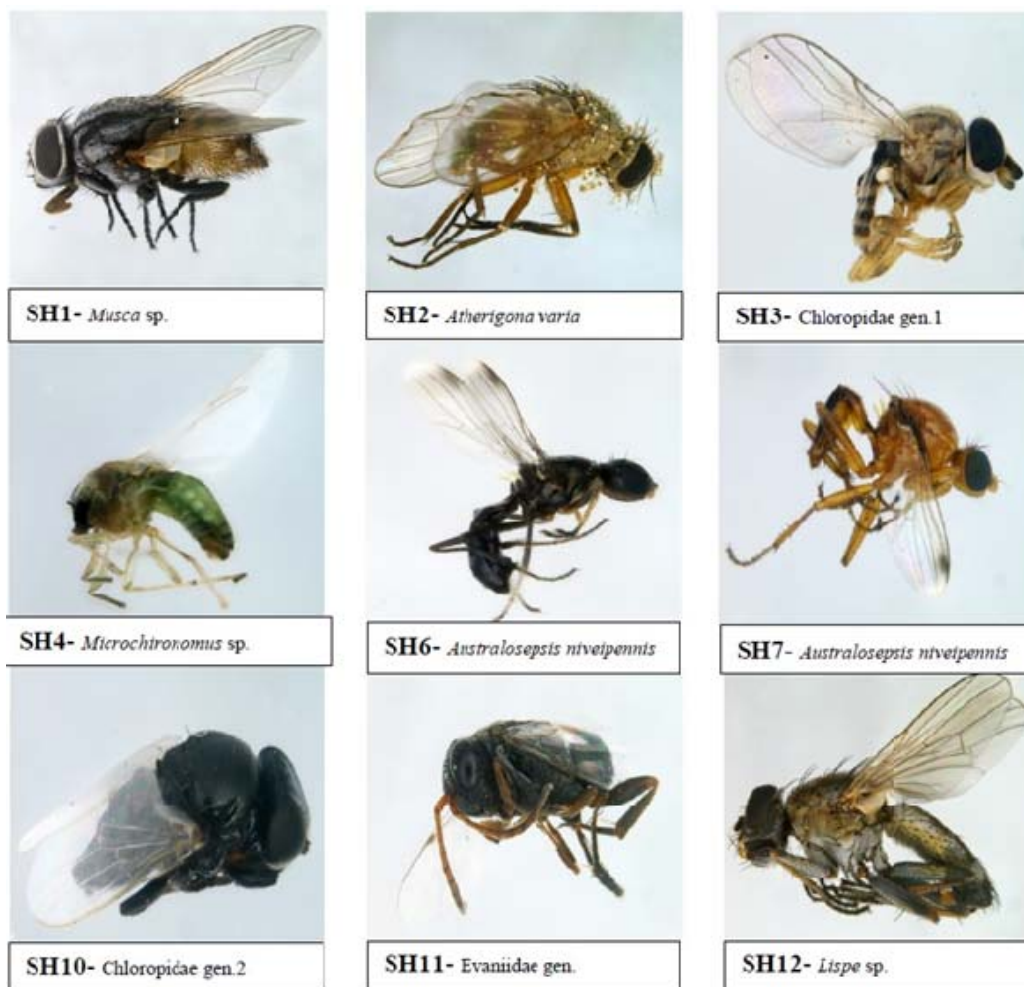 SH1- Musca sp.
SH2- Atherigona varia
SH3- Chloropidae gen.1
SH4- Microchironomus sp.
SH6- Australosepsis niveipennis
SH7- Australosepsis niveipennis
SH10- Chloropidae gen.2
SH11- Evaniidae gen.
SH12- Lispe sp.